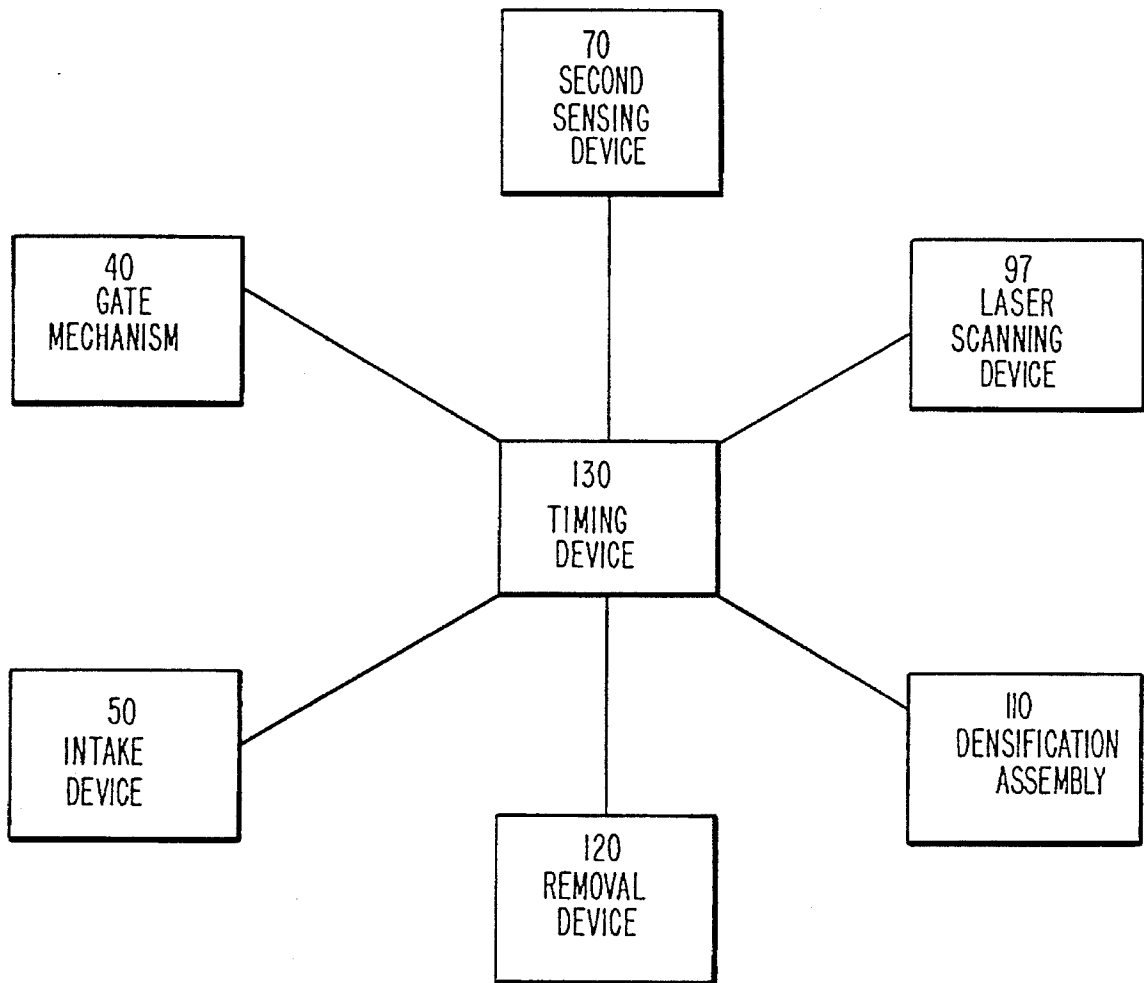 70
SECOND
SENSING
DEVICE
40
GATE
MECHANISM
97
LASER
SCANNING
DEVICE
130
TIMING
DEVICE
50
INTAKE
DEVICE
110
DENSIFICATION
ASSEMBLY
120
REMOVAL
DEVICE